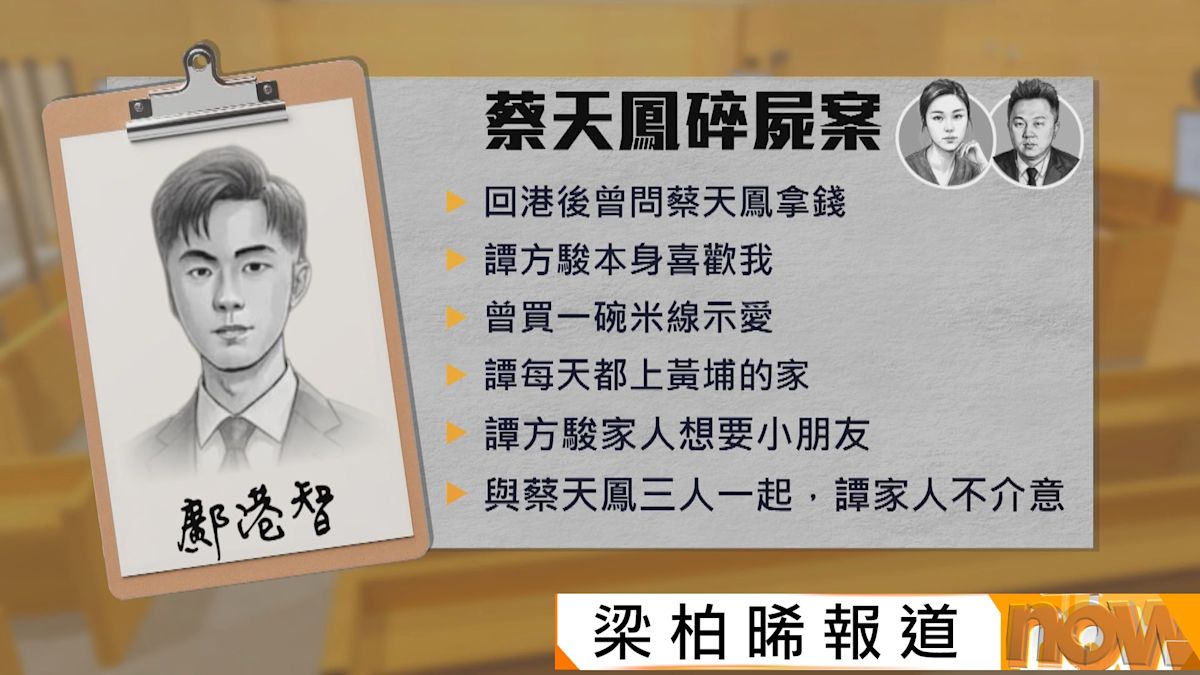 蔡天鳳碎屍案
回港後曾問蔡天鳳拿錢
譚方駿本身喜歡我
曾買一碗米線示愛
譚每天都上黃埔的家
譚方駿家人想要小朋友
與蔡天鳳三人一起，譚家人不介意
鄺港智
梁柏晞報道
now